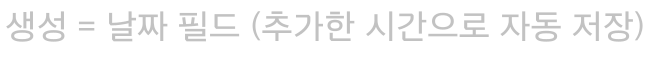 생성 = 날짜 필드 (추가한 시간으로 자동 저장)